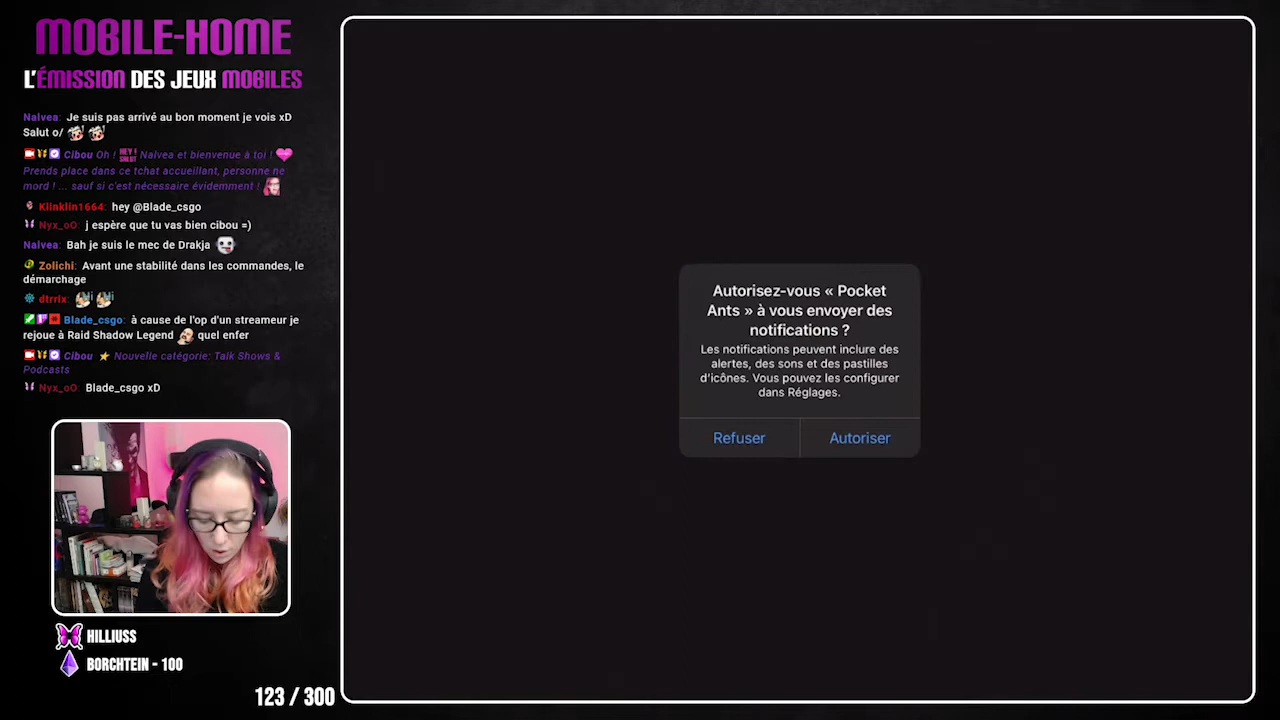 MOBILE-HOME
L'ÉMISSION DES JEUX MOBILES
Nalvea: Je suis pas arrivé au bon moment je vois xD
Salut o/
Cibou Oh ! HEY! SALUT Nalvea et bienvenue à toi !
Prends place dans ce tchat accueillant, personne ne
mord ! ... sauf si c'est nécessaire évidemment !
Klinklin1664: hey @Blade_csgo
Nyx_oO: j espère que tu vas bien cibou =)
Nalvea: Bah je suis le mec de Drakja
Zolichi: Avant une stabilité dans les commandes, le
démarchage
dtrrix: Hi Hi
Blade_csgo: à cause de l'op d'un streameur je
rejoue à Raid Shadow Legend quel enfer
Cibou Nouvelle catégorie: Talk Shows &
Podcasts
Nyx_oO: Blade_csgo xD
HILLIUSS
BORCHTEIN - 100
123 / 300
Autorisez-vous « Pocket
Ants » à vous envoyer des
notifications ?
Les notifications peuvent inclure des
alertes, des sons et des pastilles
d'icônes. Vous pouvez les configurer
dans Réglages.
Refuser
Autoriser